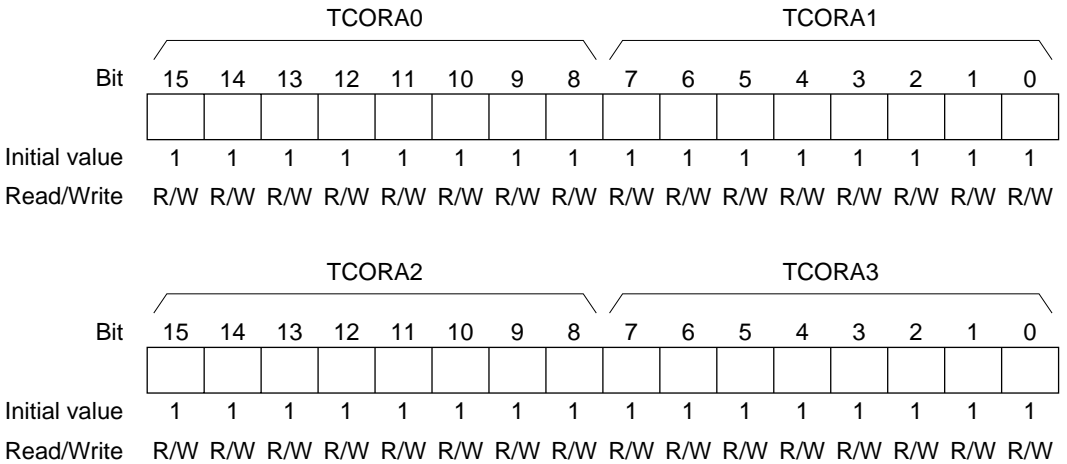 TCORA0 TCORA1
Bit 15 14 13 12 11 10 9 8 7 6 5 4 3 2 1 0
Initial value 1 1 1 1 1 1 1 1 1 1 1 1 1 1 1 1
Read/Write R/W R/W R/W R/W R/W R/W R/W R/W R/W R/W R/W R/W R/W R/W R/W R/W
TCORA2 TCORA3
Bit 15 14 13 12 11 10 9 8 7 6 5 4 3 2 1 0
Initial value 1 1 1 1 1 1 1 1 1 1 1 1 1 1 1 1
Read/Write R/W R/W R/W R/W R/W R/W R/W R/W R/W R/W R/W R/W R/W R/W R/W R/W